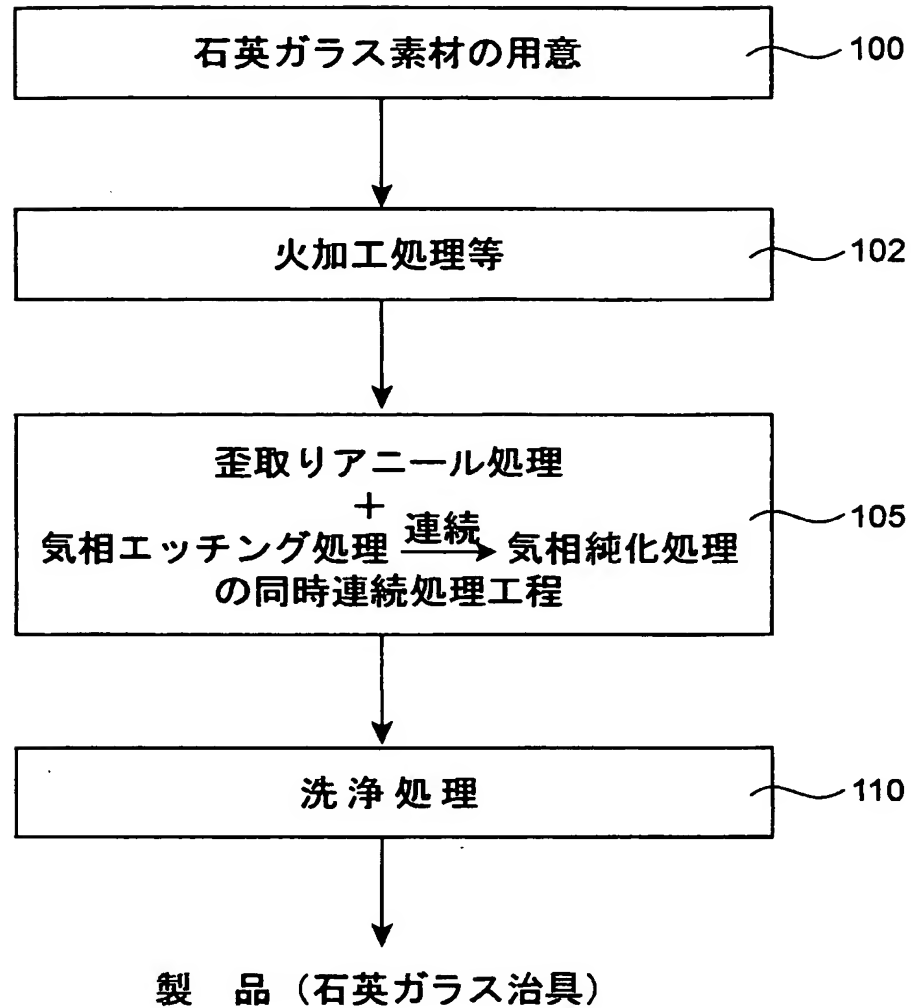 石英ガラス素材の用意
100
火加工処理等
102
歪取りアニール処理
+
連続
気相エッチング処理 気相純化処理
の同時連続処理工程
105
洗浄処理
110
製 品（石英ガラス治具）